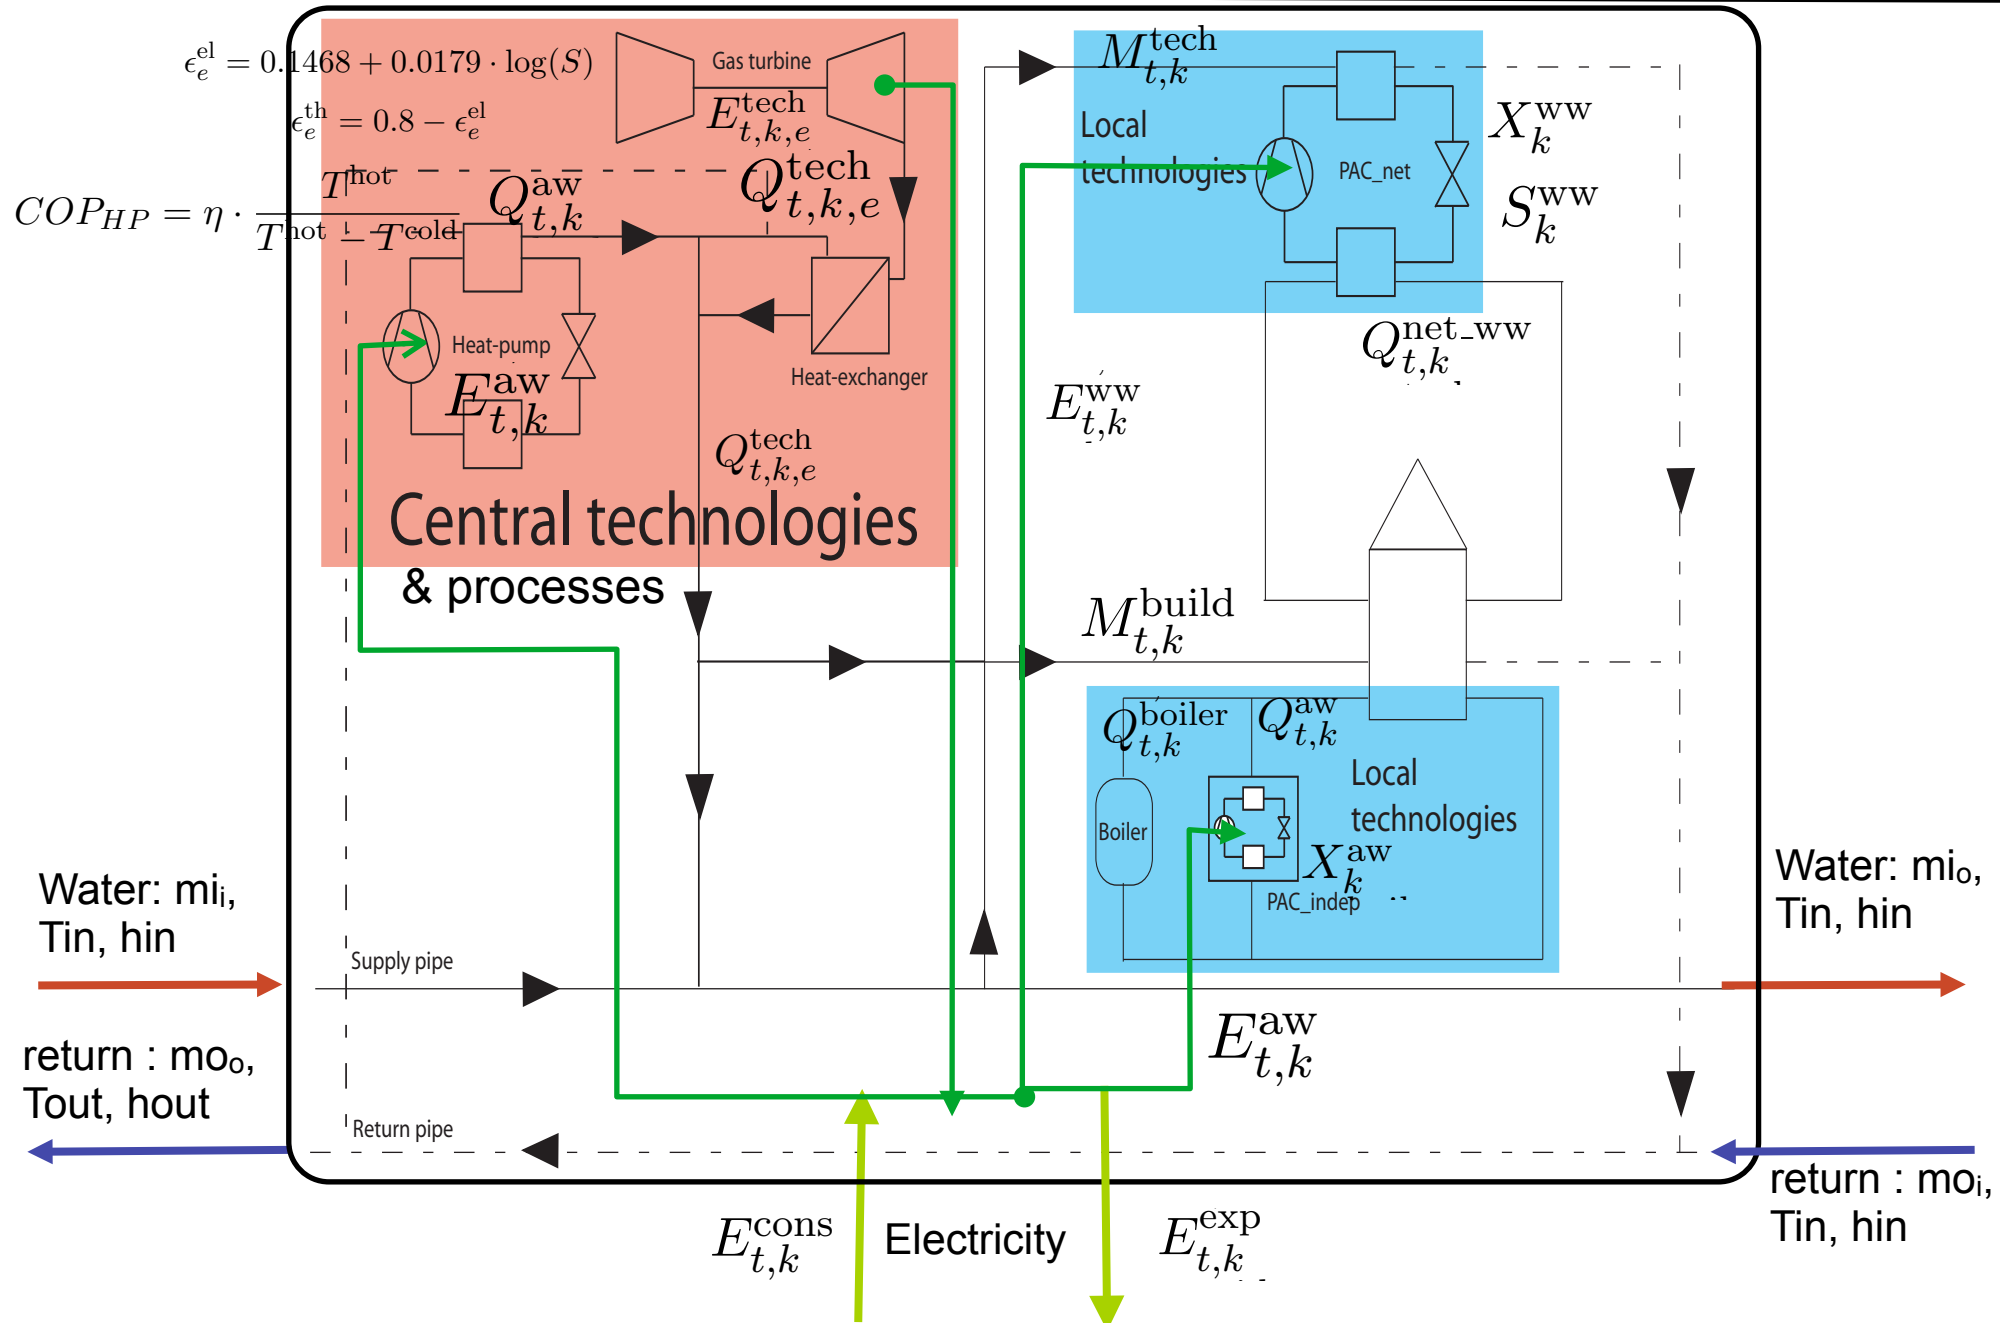 ϵ_e^el = 0.1468 + 0.0179 · log(S)
ϵ_e^th = 0.8 − ϵ_e^el
COP_HP = η · T^hot / (T^hot − T^cold)
Gas turbine
E_{t,k,e}^tech
Q_{t,k}^aw
Q_{t,k,e}^tech
Heat-pump
E_{t,k}^aw
Heat-exchanger
Q_{t,k,e}^tech
Central technologies
& processes
M_{t,k}^tech
Local
technologies
PAC_net
X_k^ww
S_k^ww
Q_{t,k}^net_ww
E_{t,k}^ww
M_{t,k}^build
Q_{t,k}^boiler
Q_{t,k}^aw
Local
technologies
Boiler
X_k^aw
PAC_indep
Water: mi_i,
Tin, hin
Supply pipe
return : mo_o,
Tout, hout
Return pipe
E_{t,k}^aw
Water: mi_o,
Tin, hin
return : mo_i,
Tin, hin
E_{t,k}^cons
Electricity
E_{t,k}^exp